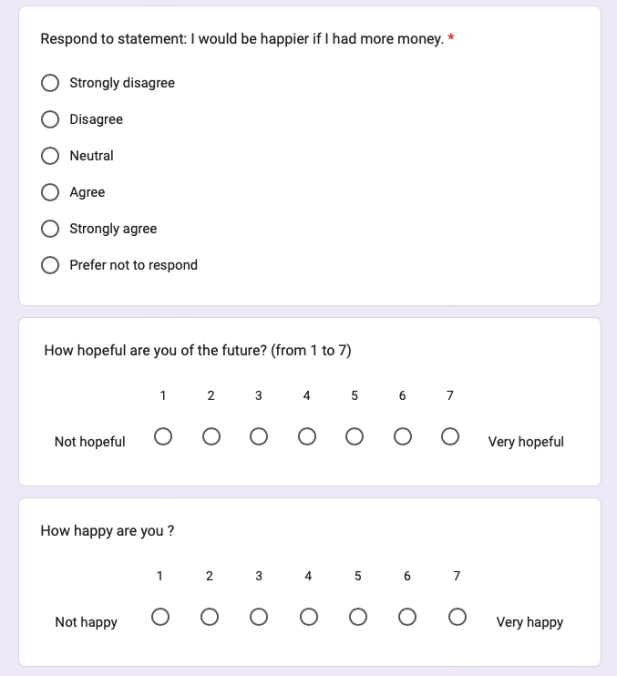 Respond to statement: I would be happier if I had more money. *
Strongly disagree
Disagree
Neutral
Agree
Strongly agree
Prefer not to respond
How hopeful are you of the future? (from 1 to 7)
1 2 3 4 5 6 7
Not hopeful Very hopeful
How happy are you ?
1 2 3 4 5 6 7
Not happy Very happy